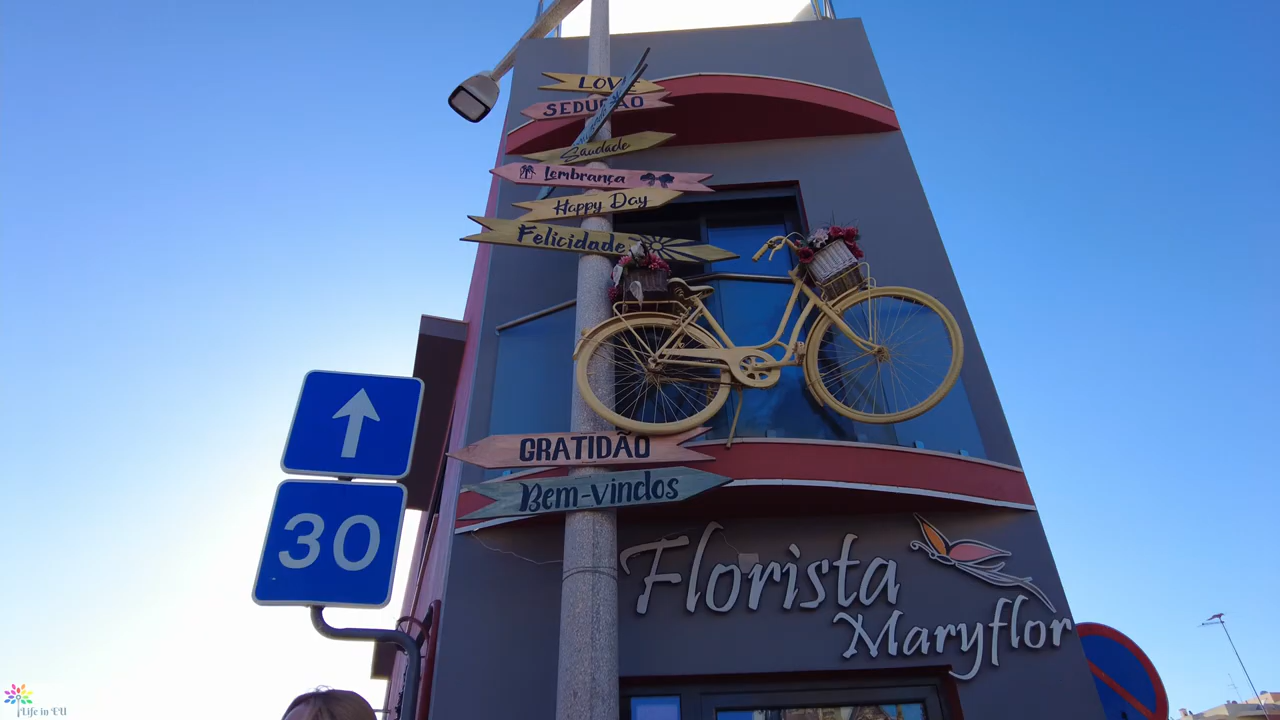 LOVE
SEDUÇÃO
Saudade
Lembrança
Happy Day
Felicidade
GRATIDÃO
Bem-vindos
30
Florista
Maryflor
Life in EU